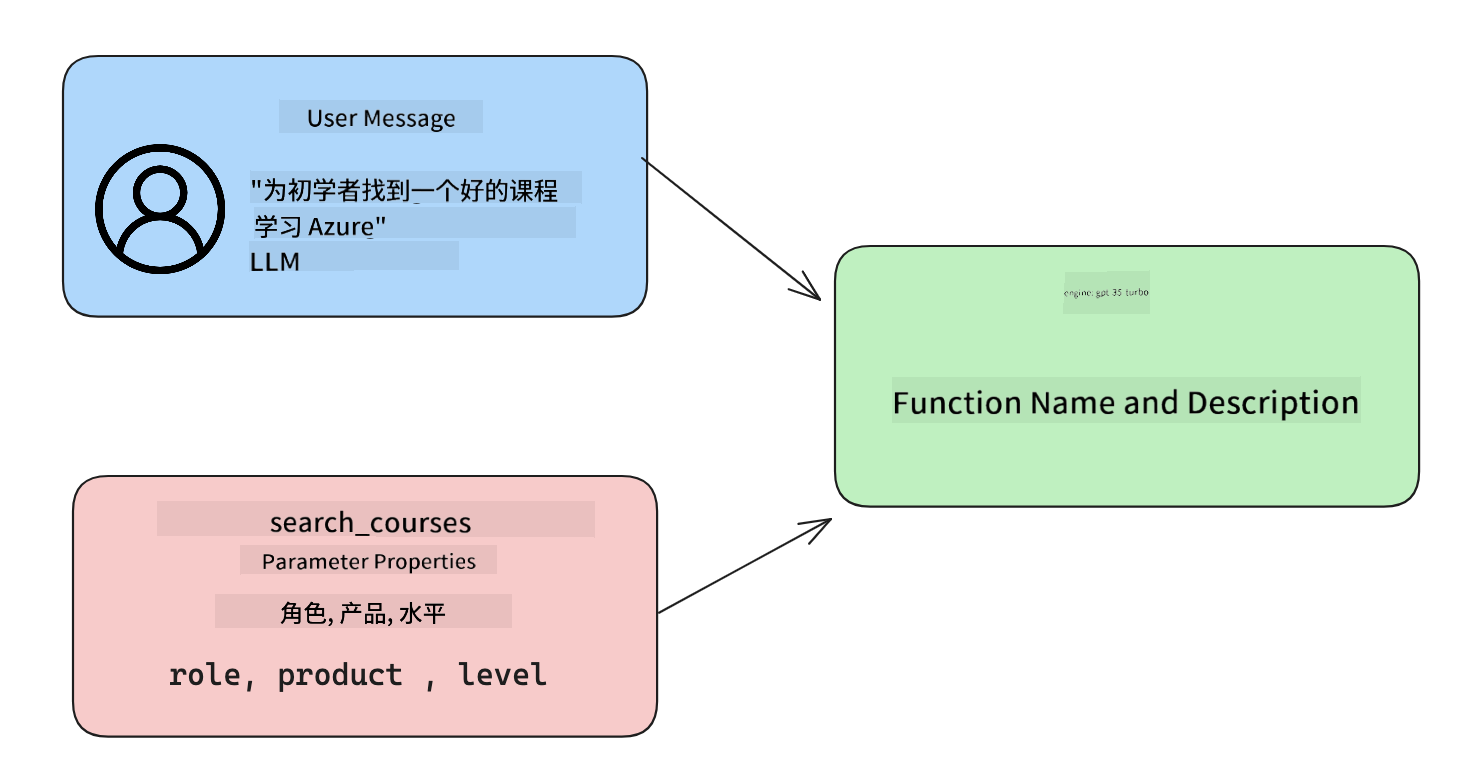 User Message
"为初学者找到一个好的课程
学习 Azure"
LLM
engine: gpt 35 turbo
Function Name and Description
search_courses
Parameter Properties
角色, 产品, 水平
role, product , level